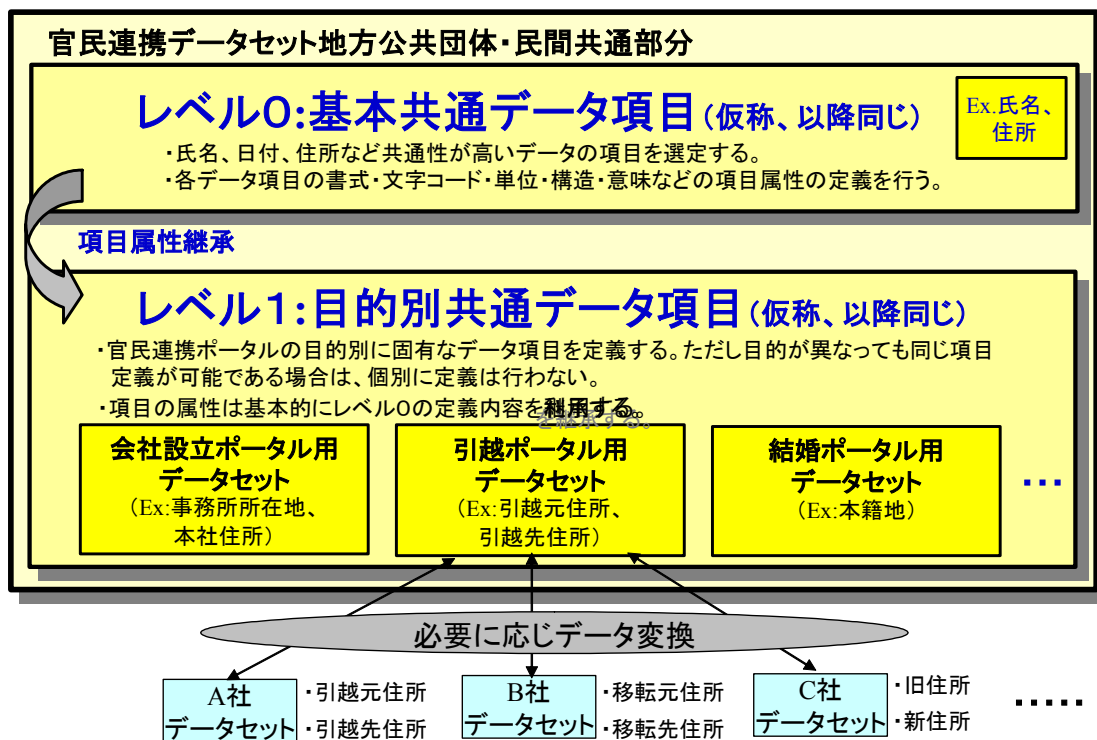 官民連携データセット地方公共団体・民間共通部分
レベル０:基本共通データ項目(仮称、以降同じ)
Ex.氏名、
住所
・氏名、日付、住所など共通性が高いデータの項目を選定する。
・各データ項目の書式・文字コード・単位・構造・意味などの項目属性の定義を行う。
項目属性継承
レベル１:目的別共通データ項目(仮称、以降同じ)
・官民連携ポータルの目的別に固有なデータ項目を定義する。ただし目的が異なっても同じ項目
定義が可能である場合は、個別に定義は行わない。
・項目の属性は基本的にレベル０の定義内容を利用する。
を継承する。
会社設立ポータル用
データセット
(Ex:事務所所在地、
本社住所)
引越ポータル用
データセット
(Ex:引越元住所、
引越先住所)
結婚ポータル用
データセット
(Ex:本籍地)
…
必要に応じデータ変換
A社
データセット
・引越元住所
・引越先住所
B社
データセット
・移転元住所
・移転先住所
C社
データセット
・旧住所
・新住所
.....